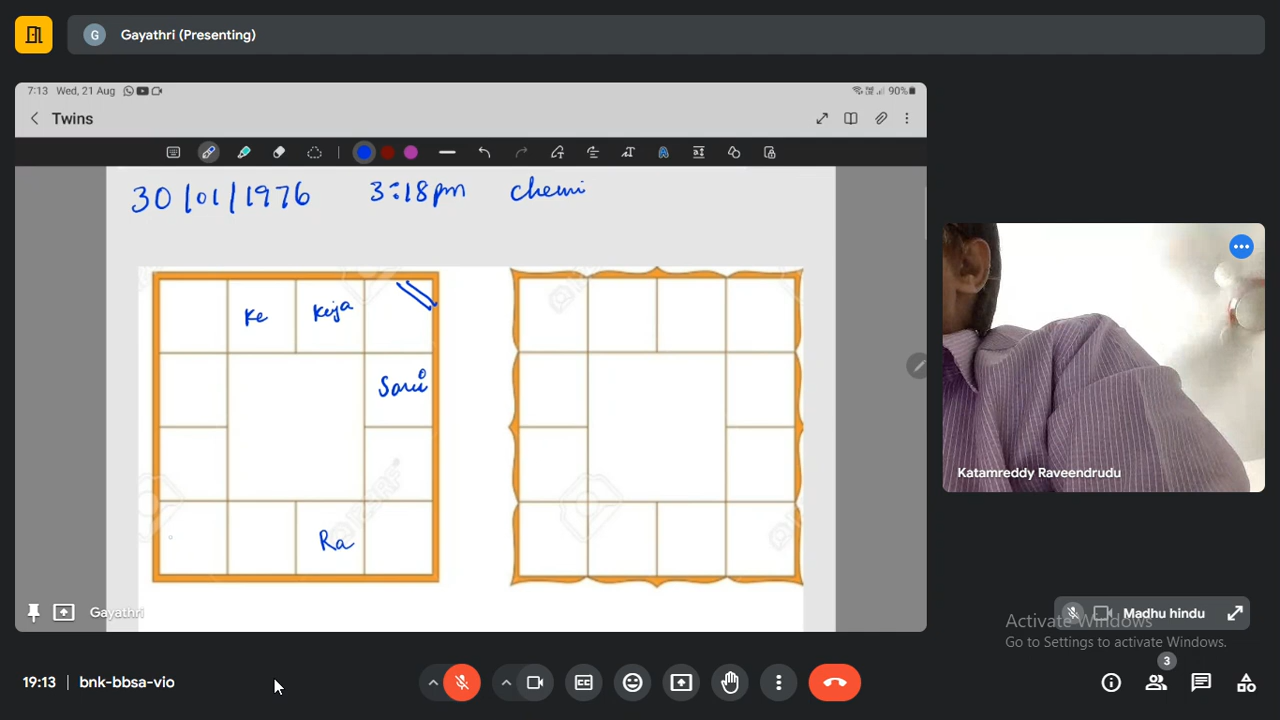 G Gayathri (Presenting)
7:13 Wed, 21 Aug 90%
Twins
30/01/1976 3:18pm chemi
Ke Kuja
Sani
Ra
Gayathri
Katamreddy Raveendrudu
Madhu hindu
Activate Windows
Go to Settings to activate Windows.
19:13 | bnk-bbsa-vio
3